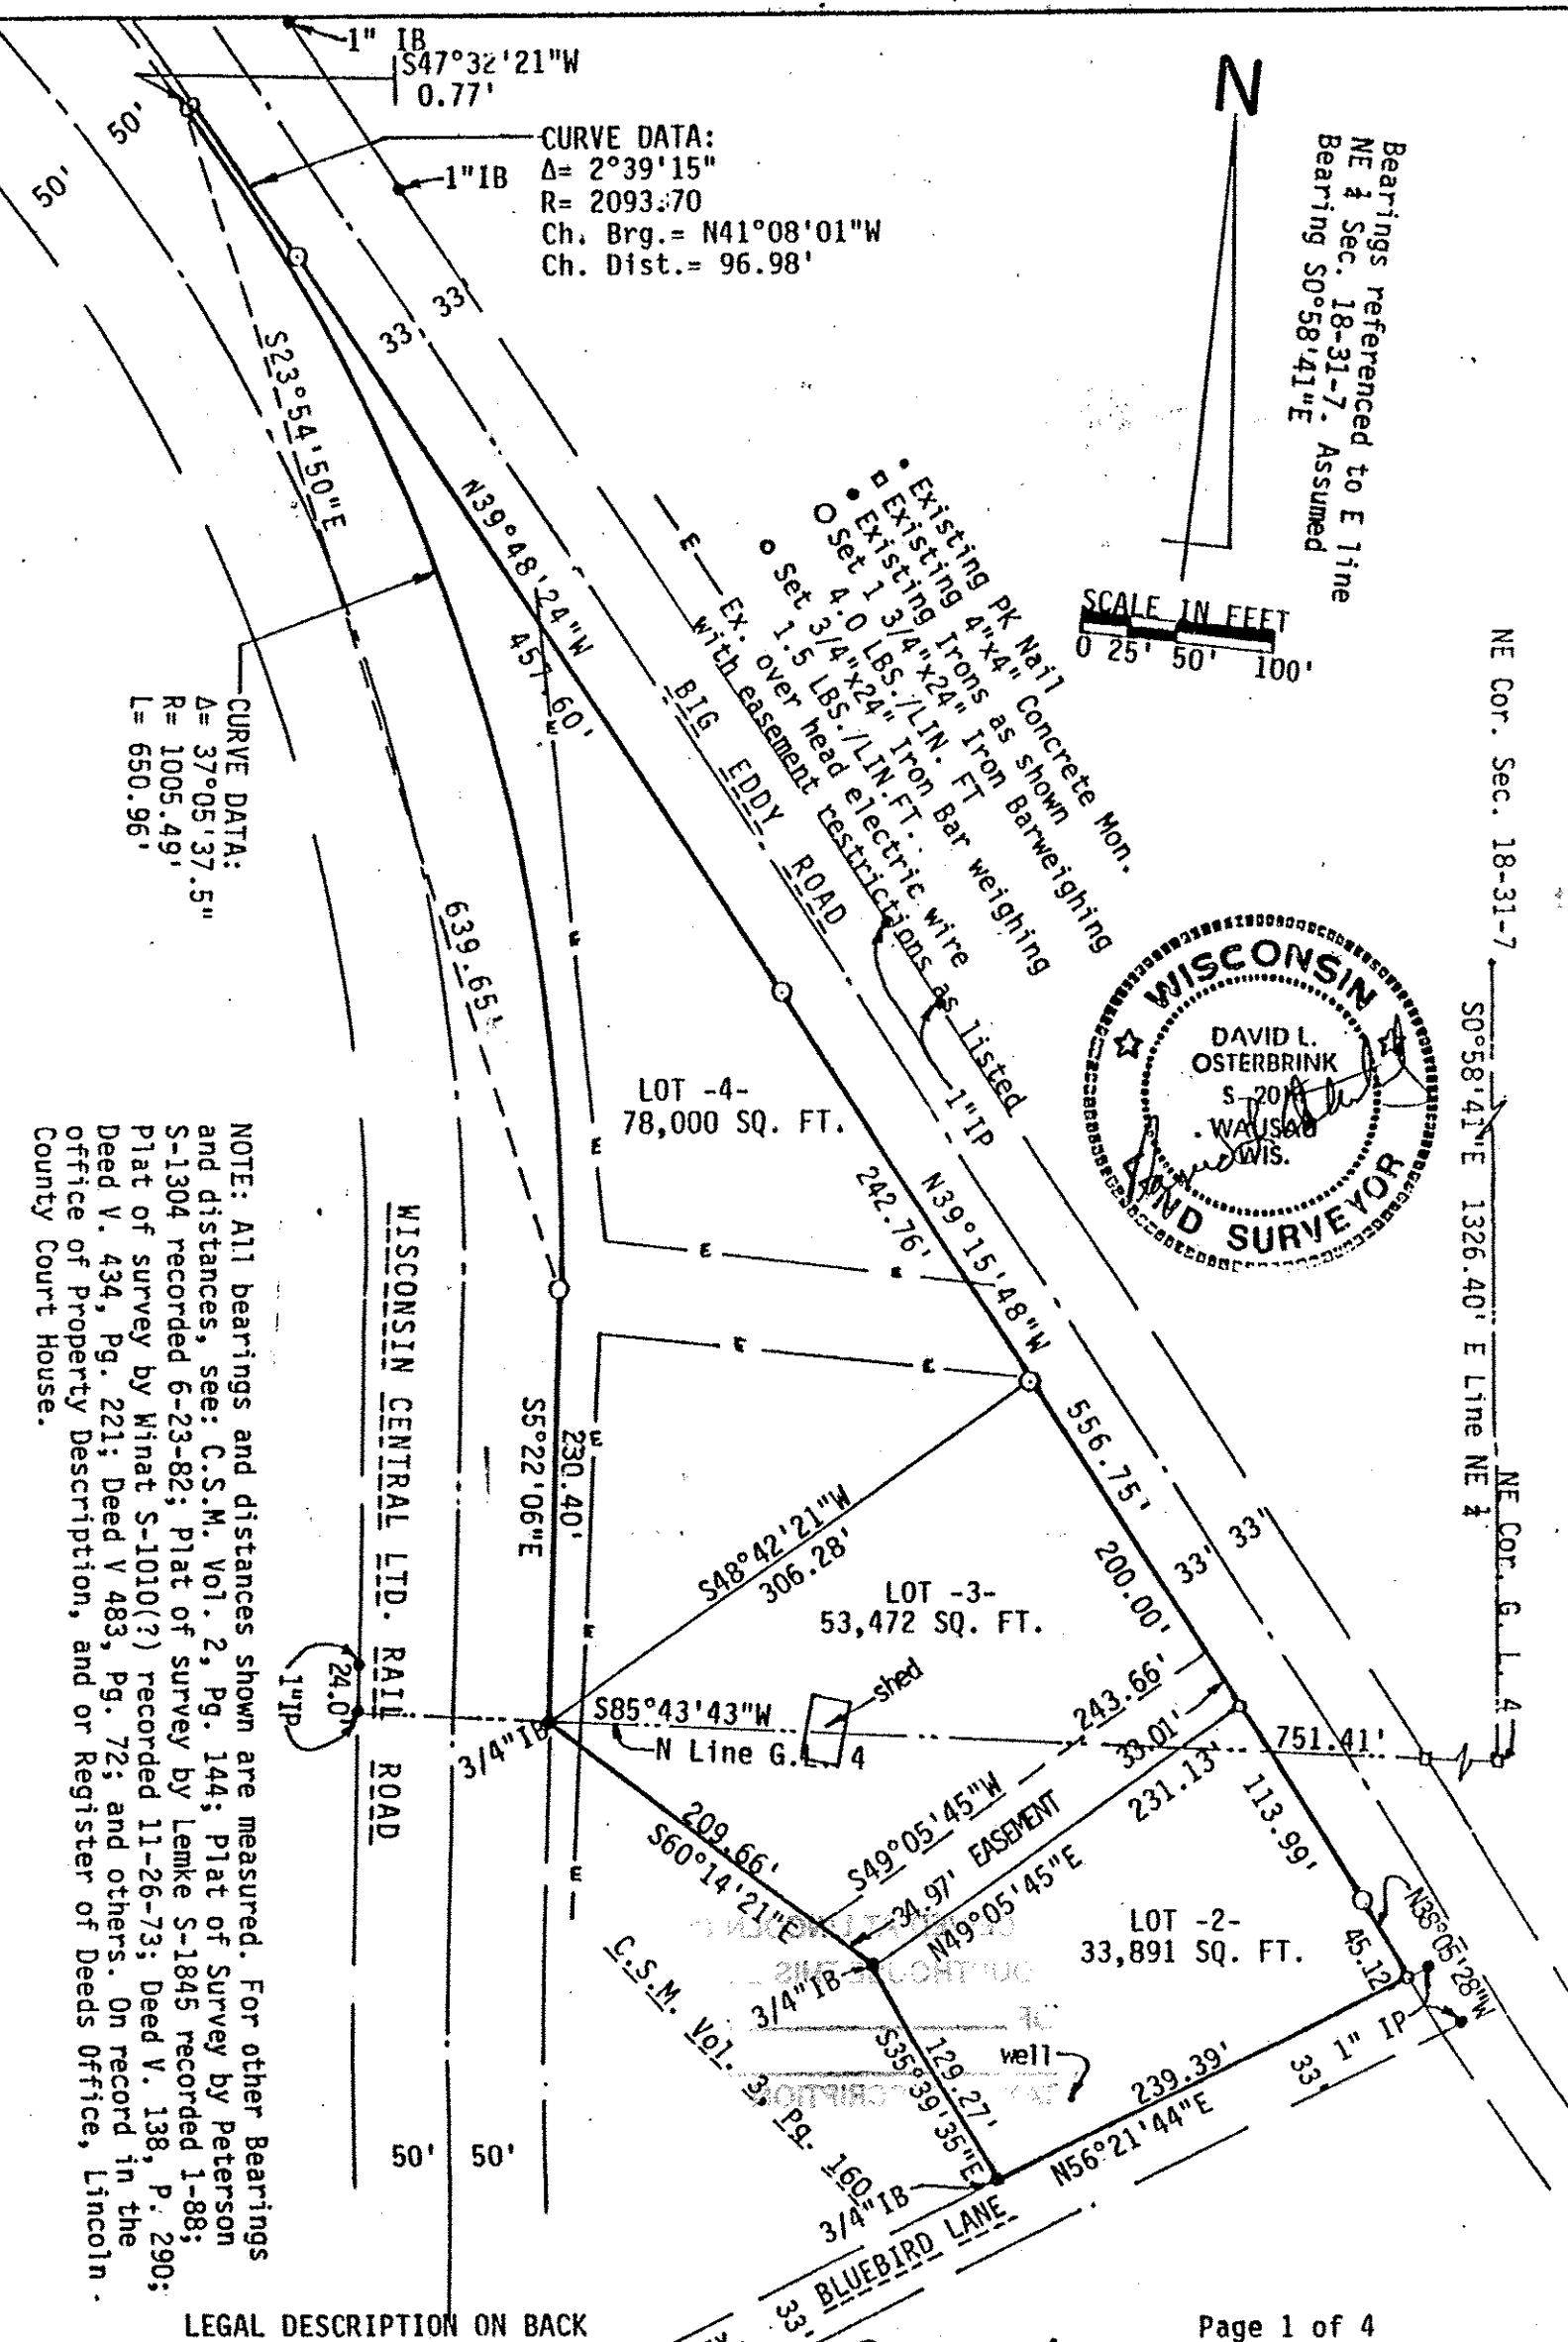 1" IB
S47°32'21"W
0.77'
CURVE DATA:
Δ= 2°39'15"
R= 2093.70
Ch. Brg.= N41°08'01"W
Ch. Dist.= 96.98'
1"IB
50'
50'
33'
33'
N
Bearings referenced to E line
NE ¼ Sec. 18-31-7. Assumed
Bearing S0°58'41"E
SCALE IN FEET
0 25' 50' 100'
• Existing PK Nail
□ Existing 4"x4" Concrete Mon.
• Existing Irons as shown
O Set 1 3/4"x24" Iron Barweighing
4.0 LBS./LIN. FT
o Set 3/4"x24" Iron Bar weighing
1.5 LBS./LIN.FT.
—E— Ex. over head electric wire
with easement restrictions as listed
S23°54'50"E
639.65'
N39°48'24"W
457.60'
BIG EDDY ROAD
CURVE DATA:
Δ= 37°05'37.5"
R= 1005.49'
L= 650.96'
NE Cor. Sec. 18-31-7
S0°58'41"E 1326.40' E Line NE ¼
NE Cor. G. L. 4
WISCONSIN
DAVID L.
OSTERBRINK
WAUSAU
WIS.
LAND SURVEYOR
1"IP
LOT -4-
78,000 SQ. FT.
242.76'
N39°15'48"W
556.75'
200.00'
33'
33'
E
E
E
E
E
E
E
E
E
E
E
S5°22'06"E
230.40'
S48°42'21"W
306.28'
LOT -3-
53,472 SQ. FT.
shed
S85°43'43"W
N Line G.L. 4
751.41'
24.0'
1"IP
3/4"IB
243.66'
S49°05'45"W
33.01'
EASEMENT
231.13'
N49°05'45"E
34.97'
113.99'
209.66'
S60°14'21"E
LOT -2-
33,891 SQ. FT.
N38°05'28"W
45.12
1" IP
33'
3/4"IB
129.27'
S35°39'35"E
well
239.39'
N56°21'44"E
C.S.M. Vol. 3, Pg. 160
3/4"IB
BLUEBIRD LANE
33'
WISCONSIN CENTRAL LTD. RAIL ROAD
50'
50'
NOTE: All bearings and distances shown are measured. For other Bearings
and distances, see: C.S.M. Vol. 2, Pg. 144; Plat of Survey by Peterson
S-1304 recorded 6-23-82; Plat of survey by Lemke S-1845 recorded 1-88;
Plat of survey by Winat S-1010(?) recorded 11-26-73; Deed V. 138, P. 290;
Deed V. 434, Pg. 221; Deed V 483, Pg. 72; and others. On record in the
office of Property Description, and or Register of Deeds Office, Lincoln
County Court House.
LEGAL DESCRIPTION ON BACK
Page 1 of 4